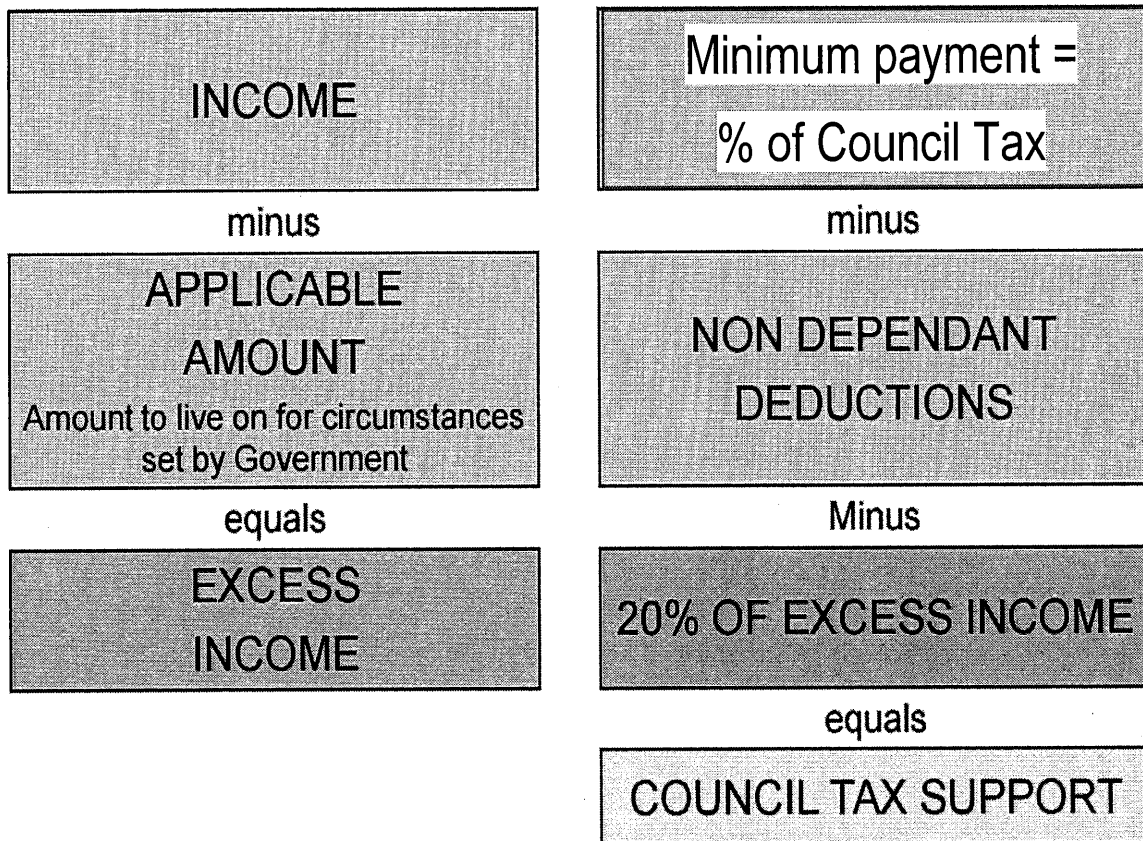 INCOME
minus
APPLICABLE
AMOUNT
Amount to live on for circumstances
set by Government
equals
EXCESS
INCOME
Minimum payment =
% of Council Tax
minus
NON DEPENDANT
DEDUCTIONS
Minus
20% OF EXCESS INCOME
equals
COUNCIL TAX SUPPORT